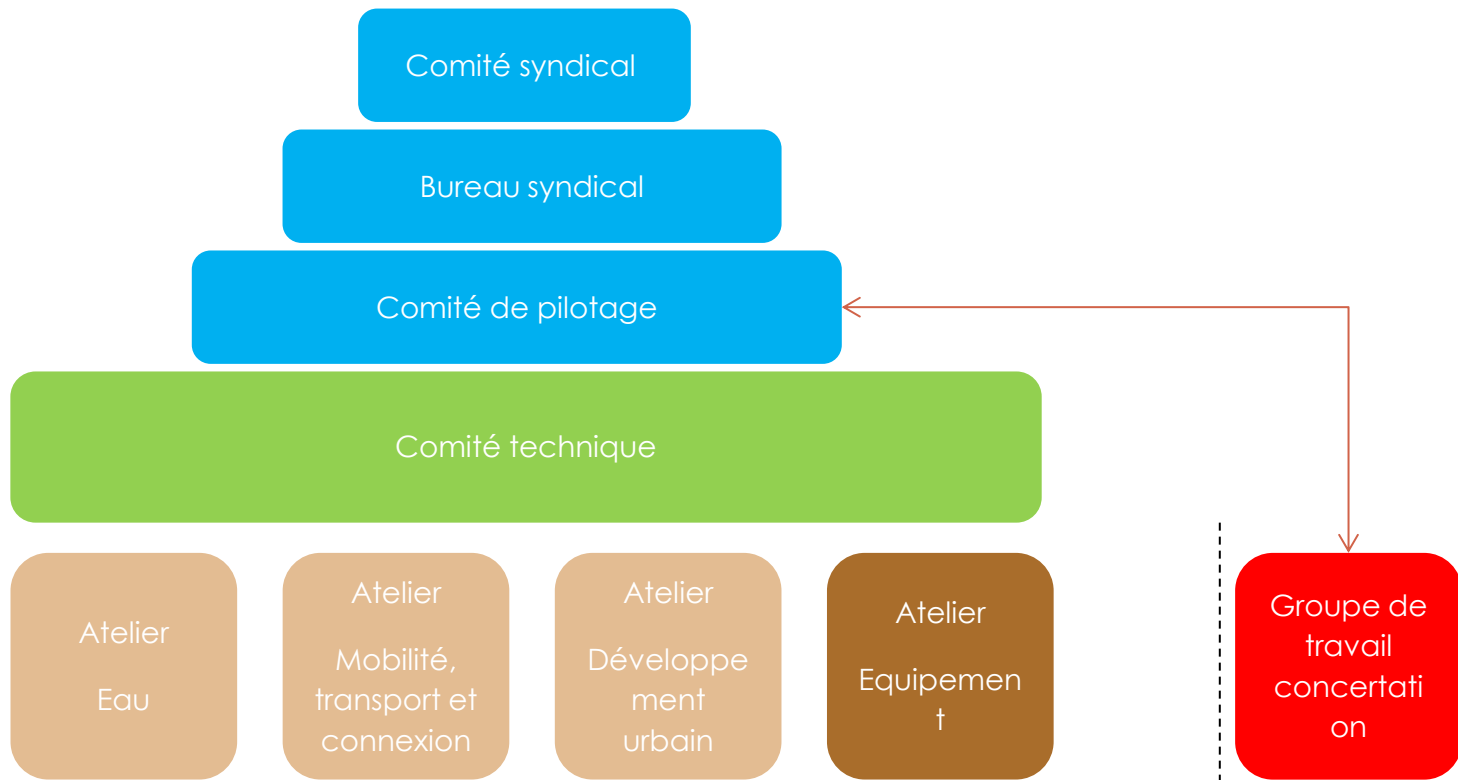 Comité syndical
Bureau syndical
Comité de pilotage
Comité technique
Atelier
Eau
Atelier
Mobilité,
transport et
connexion
Atelier
Développe
ment
urbain
Atelier
Equipemen
t
Groupe de
travail
concertati
on